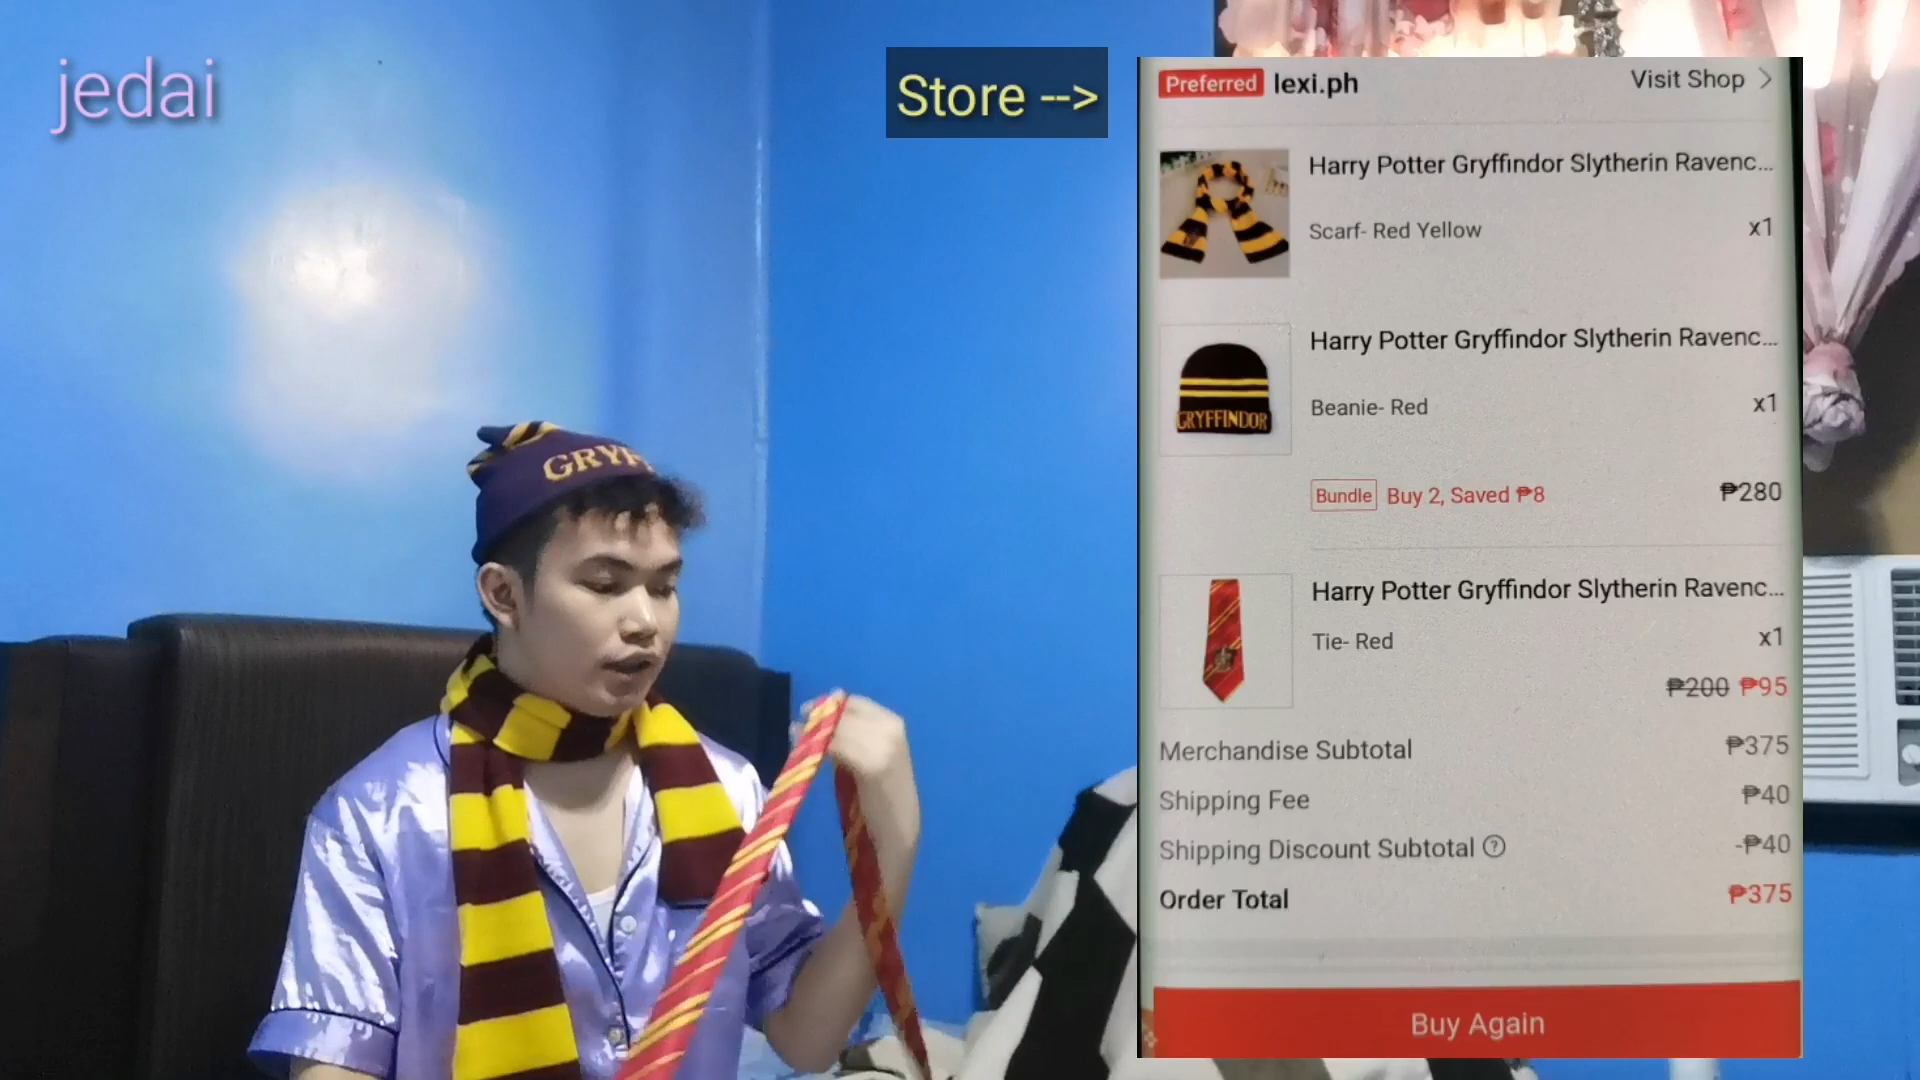 jedai
Store -->
Preferred lexi.ph Visit Shop >
Harry Potter Gryffindor Slytherin Ravenc...
Scarf- Red Yellow x1
Harry Potter Gryffindor Slytherin Ravenc...
GRYFFINDOR
Beanie- Red x1
Bundle Buy 2, Saved ₱8 ₱280
Harry Potter Gryffindor Slytherin Ravenc...
Tie- Red x1
₱200 ₱95
Merchandise Subtotal ₱375
Shipping Fee ₱40
Shipping Discount Subtotal ? -₱40
Order Total ₱375
Buy Again
GRYF